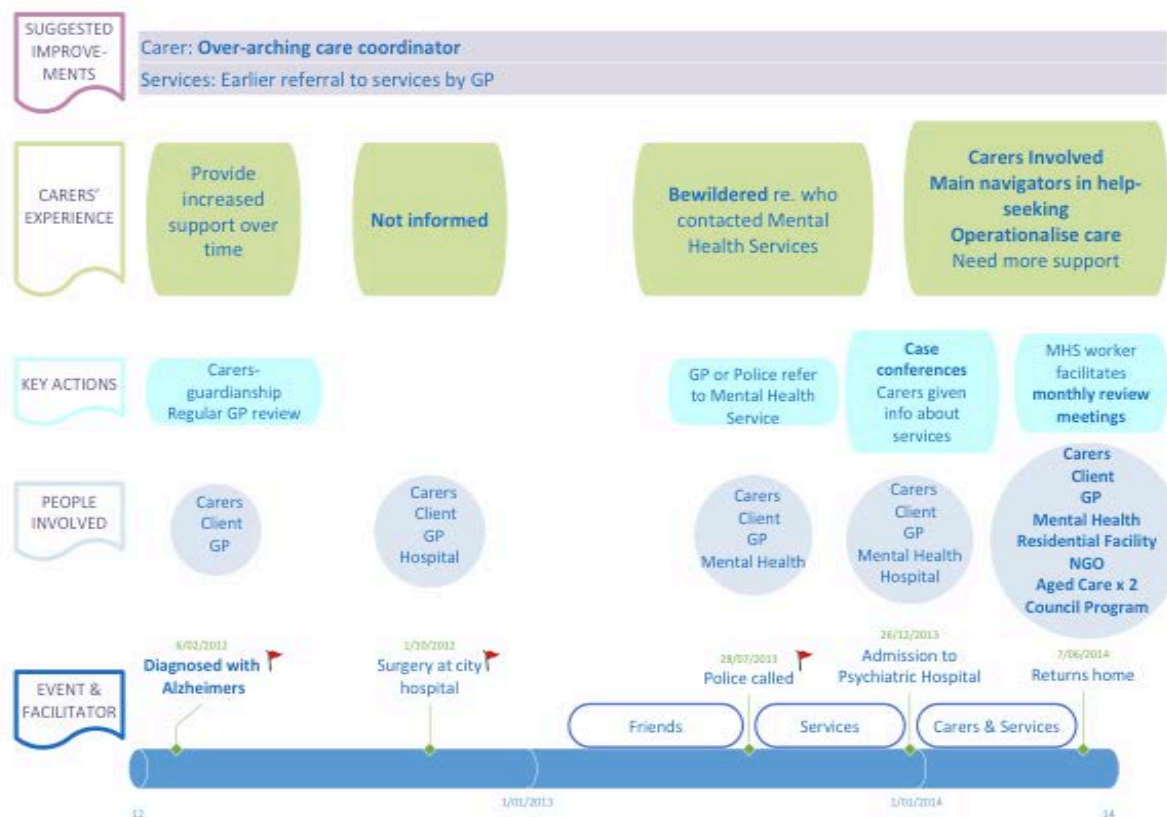 SUGGESTED
IMPROVE-
MENTS
Carer: Over-arching care coordinator
Services: Earlier referral to services by GP
CARERS'
EXPERIENCE
Provide
increased
support over
time
Not informed
Bewildered re. who
contacted Mental
Health Services
Carers Involved
Main navigators in help-
seeking
Operationalise care
Need more support
KEY ACTIONS
Carers-
guardianship
Regular GP review
GP or Police refer
to Mental Health
Service
Case
conferences
Carers given
info about
services
MHS worker
facilitates
monthly review
meetings
PEOPLE
INVOLVED
Carers
Client
GP
Carers
Client
GP
Hospital
Carers
Client
GP
Mental Health
Carers
Client
GP
Mental Health
Hospital
Carers
Client
GP
Mental Health
Residential Facility
NGO
Aged Care x 2
Council Program
EVENT &
FACILITATOR
6/02/2012
Diagnosed with
Alzheimers
1/10/2012
Surgery at city
hospital
28/07/2013
Police called
26/12/2013
Admission to
Psychiatric Hospital
7/06/2014
Returns home
Friends
Services
Carers & Services
12
1/01/2013
1/01/2014
14